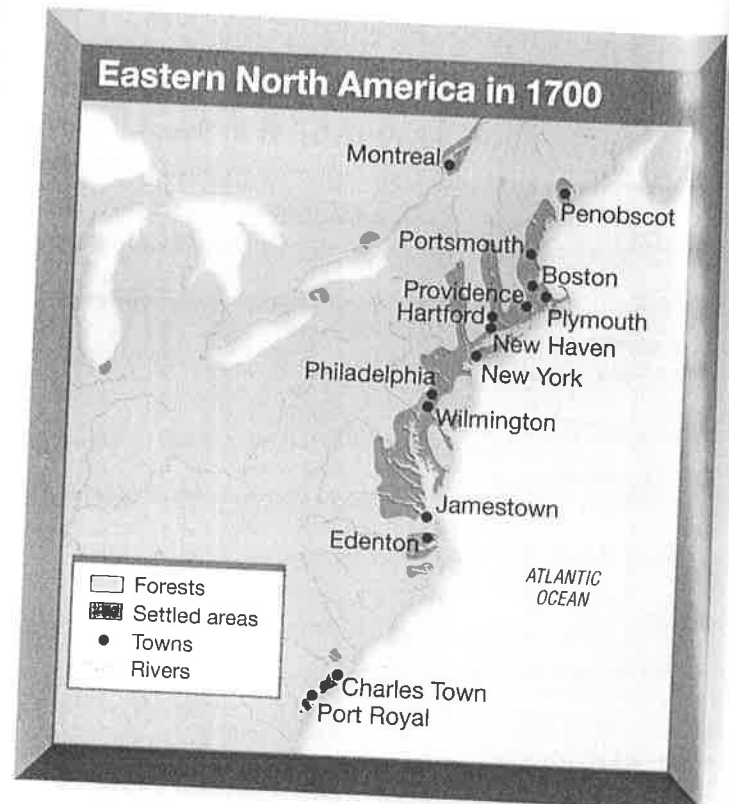 Eastern North America in 1700
Montreal
Penobscot
Portsmouth
Boston
Providence
Plymouth
Hartford
New Haven
New York
Philadelphia
Wilmington
Jamestown
Edenton
ATLANTIC
OCEAN
Forests
Settled areas
Towns
Rivers
Charles Town
Port Royal